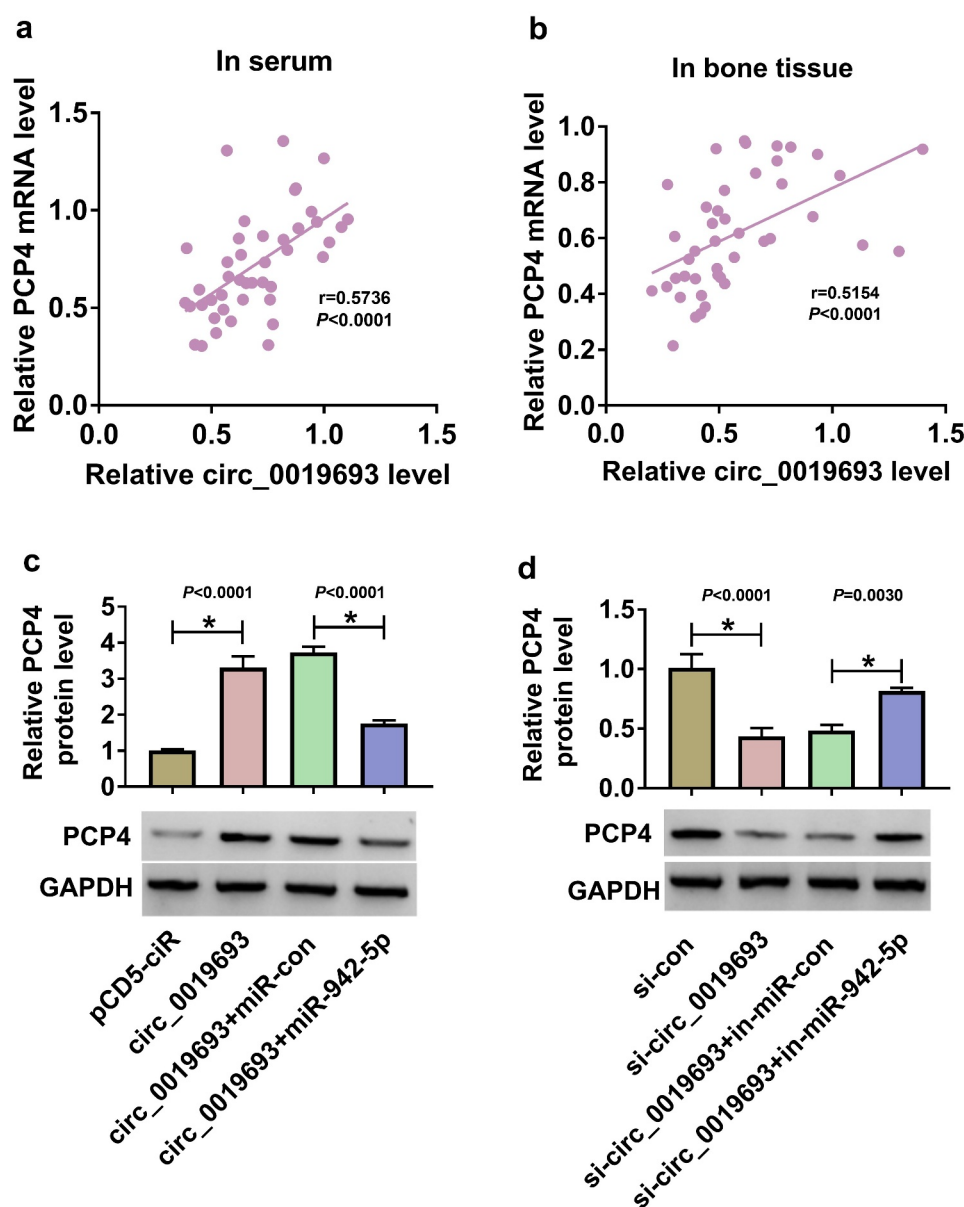 a
In serum
Relative PCP4 mRNA level
1.5
1.0
0.5
0.0
r=0.5736
P<0.0001
0.0 0.5 1.0 1.5
Relative circ_0019693 level
b
In bone tissue
Relative PCP4 mRNA level
1.0
0.8
0.6
0.4
0.2
0.0
r=0.5154
P<0.0001
0.0 0.5 1.0 1.5
Relative circ_0019693 level
c
Relative PCP4
protein level
P<0.0001 P<0.0001
* *
5
4
3
2
1
0
PCP4
GAPDH
pCD5-ciR
circ_0019693
circ_0019693+miR-con
circ_0019693+miR-942-5p
d
Relative PCP4
protein level
P<0.0001 P=0.0030
* *
1.5
1.0
0.5
0.0
PCP4
GAPDH
si-con
si-circ_0019693
si-circ_0019693+in-miR-con
si-circ_0019693+in-miR-942-5p